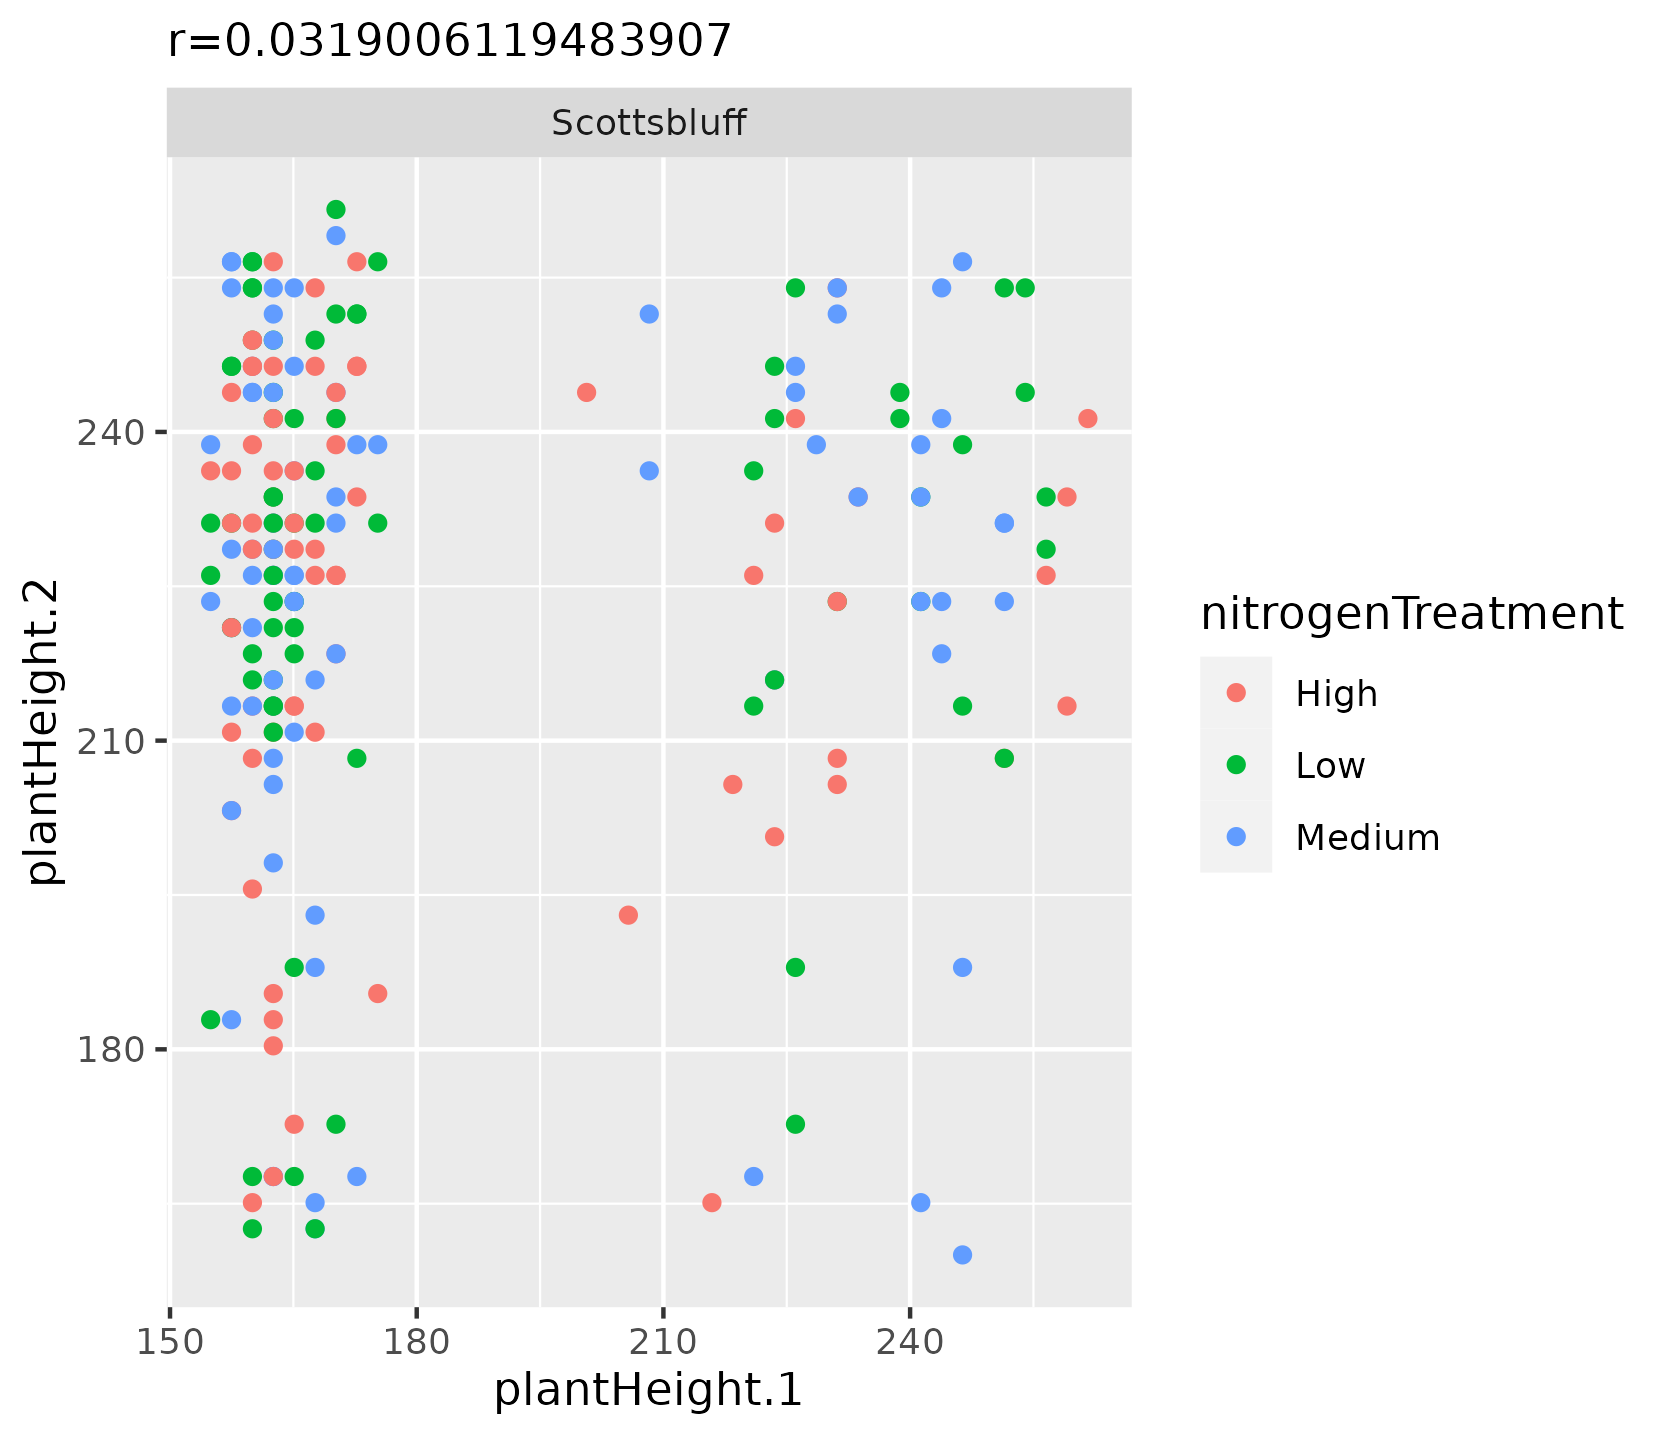 r=0.0319006119483907
Scottsbluff
240
210
180
plantHeight.2
150 180 210 240
plantHeight.1
nitrogenTreatment
High
Low
Medium